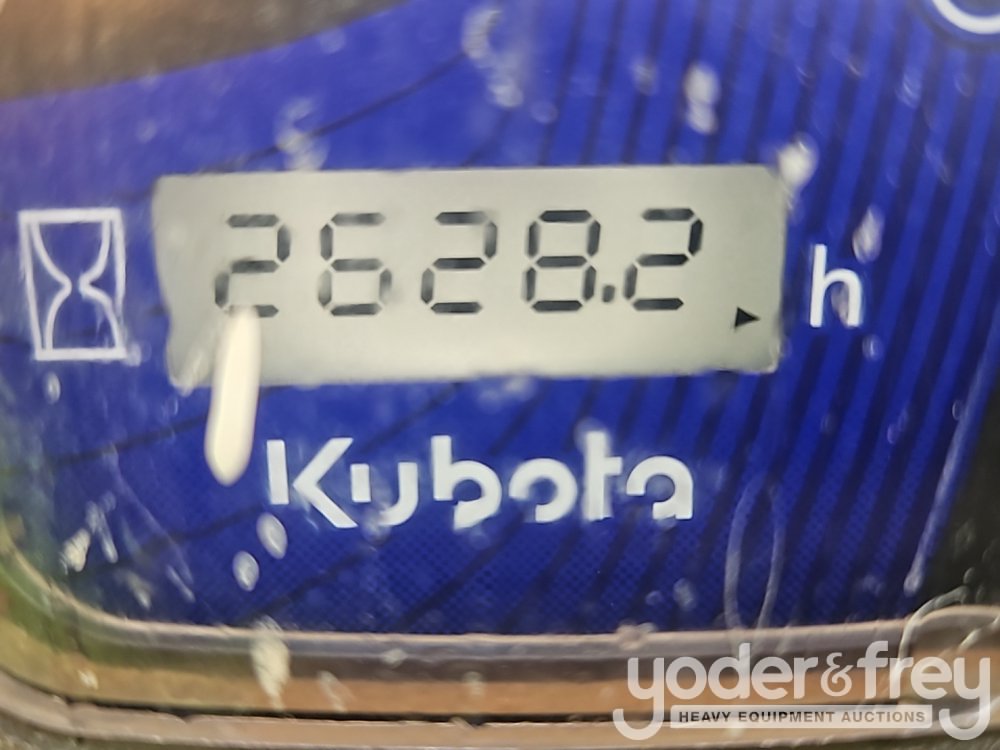 2628.2 h
Kubota
yoder&frey
HEAVY EQUIPMENT AUCTIONS